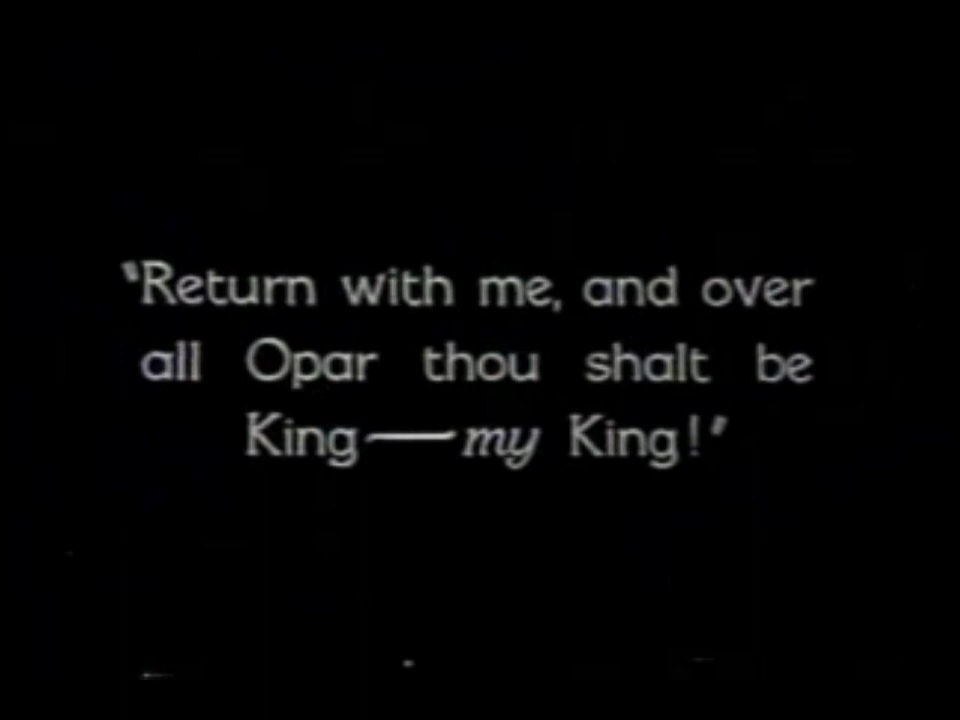 "Return with me, and over
all Opar thou shalt be
King—my King!"